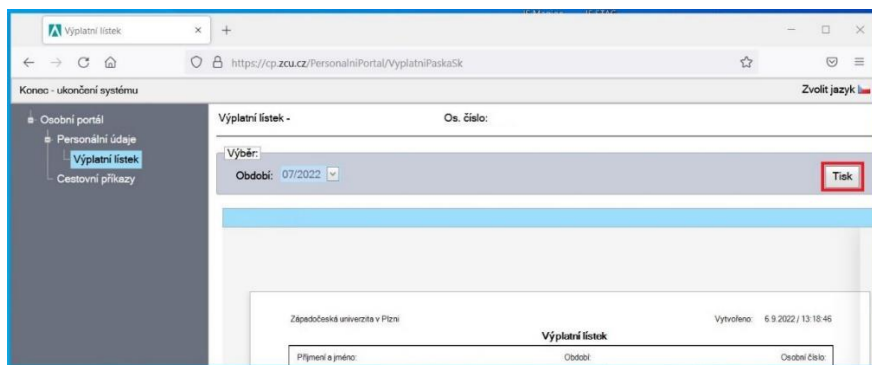 Výplatní lístek
https://cp.zcu.cz/PersonalniPortal/VyplatniPaskaSk
Konec - ukončení systému
Zvolit jazyk
Osobní portál
Personální údaje
Výplatní lístek
Cestovní příkazy
Výplatní lístek - Os. číslo:
Výběr:
Období: 07/2022
Tisk
Západočeská univerzita v Plzni Vytvořeno: 6.9.2022 / 13:18:46
Výplatní lístek
Příjmení a jméno: Období: Osobní číslo: